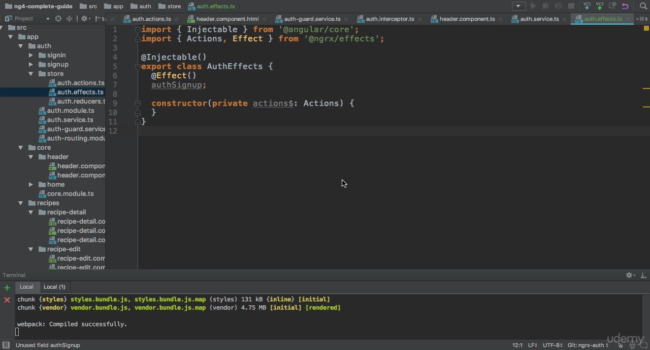 ng4-complete-guide src app auth store auth.effects.ts
Project
auth.actions.ts header.component.html auth-guard.service.ts auth.interceptor.ts header.component.ts auth.service.ts auth.effects.ts
src
app
auth
signin
signup
store
auth.actions.ts
auth.effects.ts
auth.reducers.ts
auth.module.ts
auth.service.ts
auth-guard.service
auth-routing.modu
core
header
header.compon
header.compon
home
core.module.ts
recipes
recipe-detail
recipe-detail.co
recipe-detail.co
recipe-detail.co
recipe-edit
recipe-edit.com
recipe-edit.com
1 import { Injectable } from '@angular/core';
2 import { Actions, Effect } from '@ngrx/effects';
3
4 @Injectable()
5 export class AuthEffects {
6 @Effect()
7 authSignup;
8
9 constructor(private actions$: Actions) {
10 }
11 }
12
Terminal
Local Local (1)
chunk {styles} styles.bundle.js, styles.bundle.js.map (styles) 131 kB {inline} [initial]
chunk {vendor} vendor.bundle.js, vendor.bundle.js.map (vendor) 4.75 MB [initial] [rendered]
webpack: Compiled successfully.
udemy
Unused field authSignup 12:1 LF UTF-8 Git: ngrx-auth